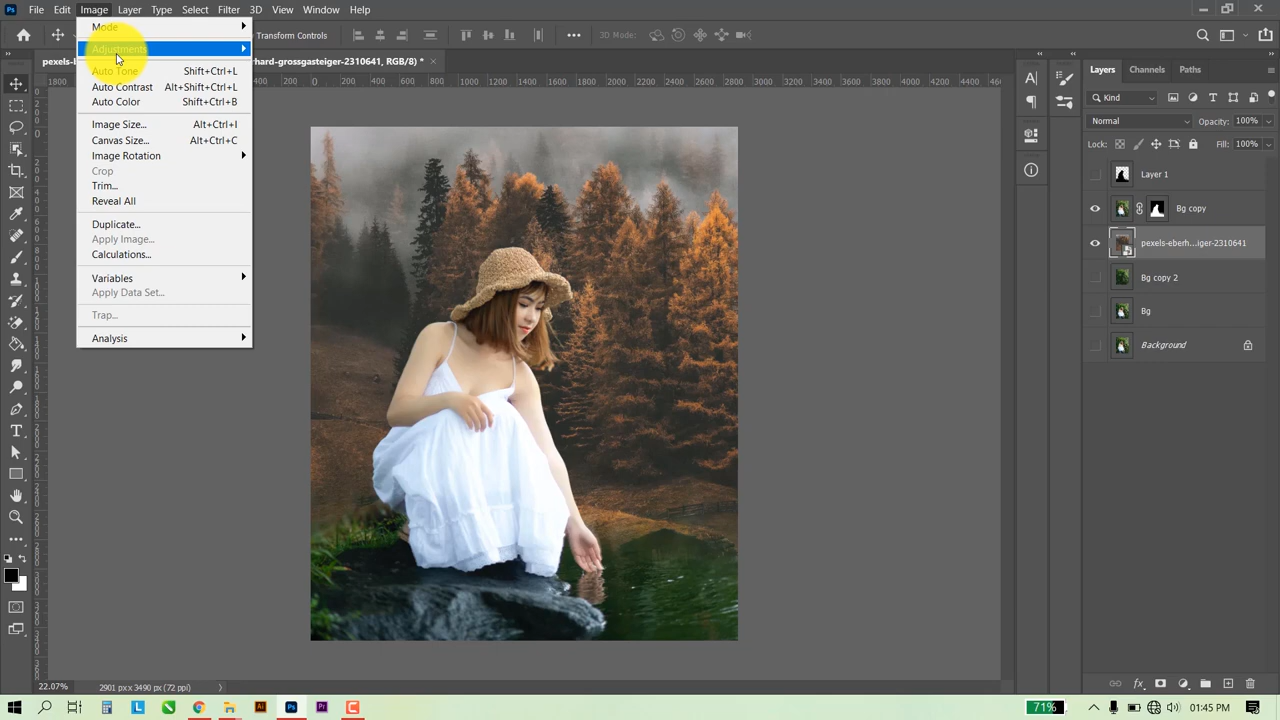 Ps File Edit Image Layer Type Select Filter 3D View Window Help
Transform Controls
3D Mode:
erhard-grossgasteiger-2310641, RGB/8) *
Mode
Adjustments
Auto Tone Shift+Ctrl+L
Auto Contrast Alt+Shift+Ctrl+L
Auto Color Shift+Ctrl+B
Image Size... Alt+Ctrl+I
Canvas Size... Alt+Ctrl+C
Image Rotation
Crop
Trim...
Reveal All
Duplicate...
Apply Image...
Calculations...
Variables
Apply Data Set...
Trap...
Analysis
Layers Channels Paths
Kind
Normal Opacity: 100%
Lock: Fill: 100%
Layer 1
Bg copy
pexels-eberh...iger-2310641
Bg copy 2
Bg
Background
22.07% 2901 px x 3490 px (72 ppi)
71% 01:45 PM